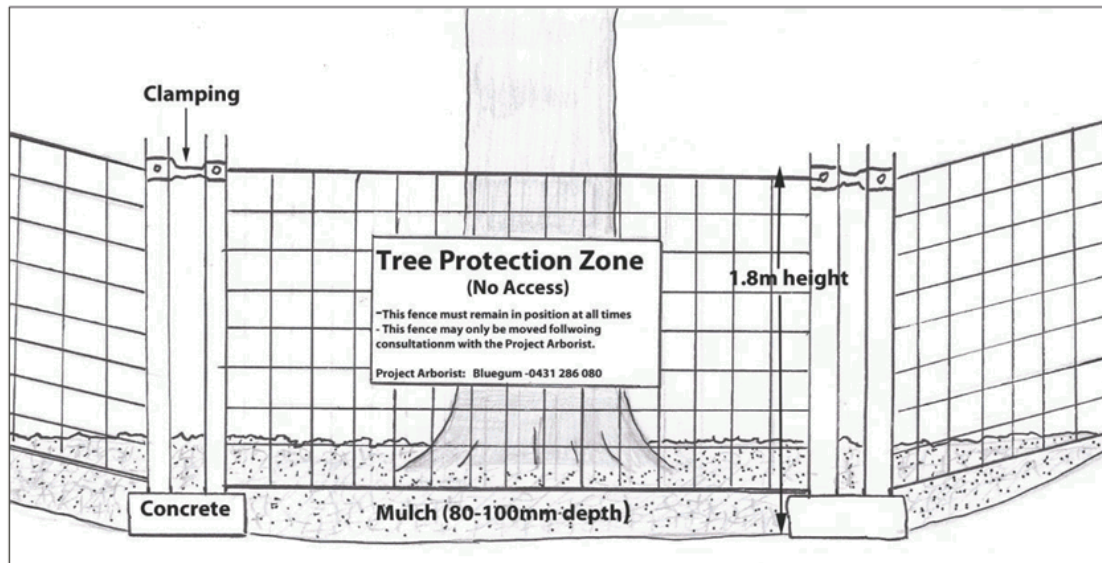 Clamping
Tree Protection Zone
(No Access)
-This fence must remain in position at all times
- This fence may only be moved follwoing
consultationm with the Project Arborist.
Project Arborist: Bluegum -0431 286 080
1.8m height
Concrete
Mulch (80-100mm depth)